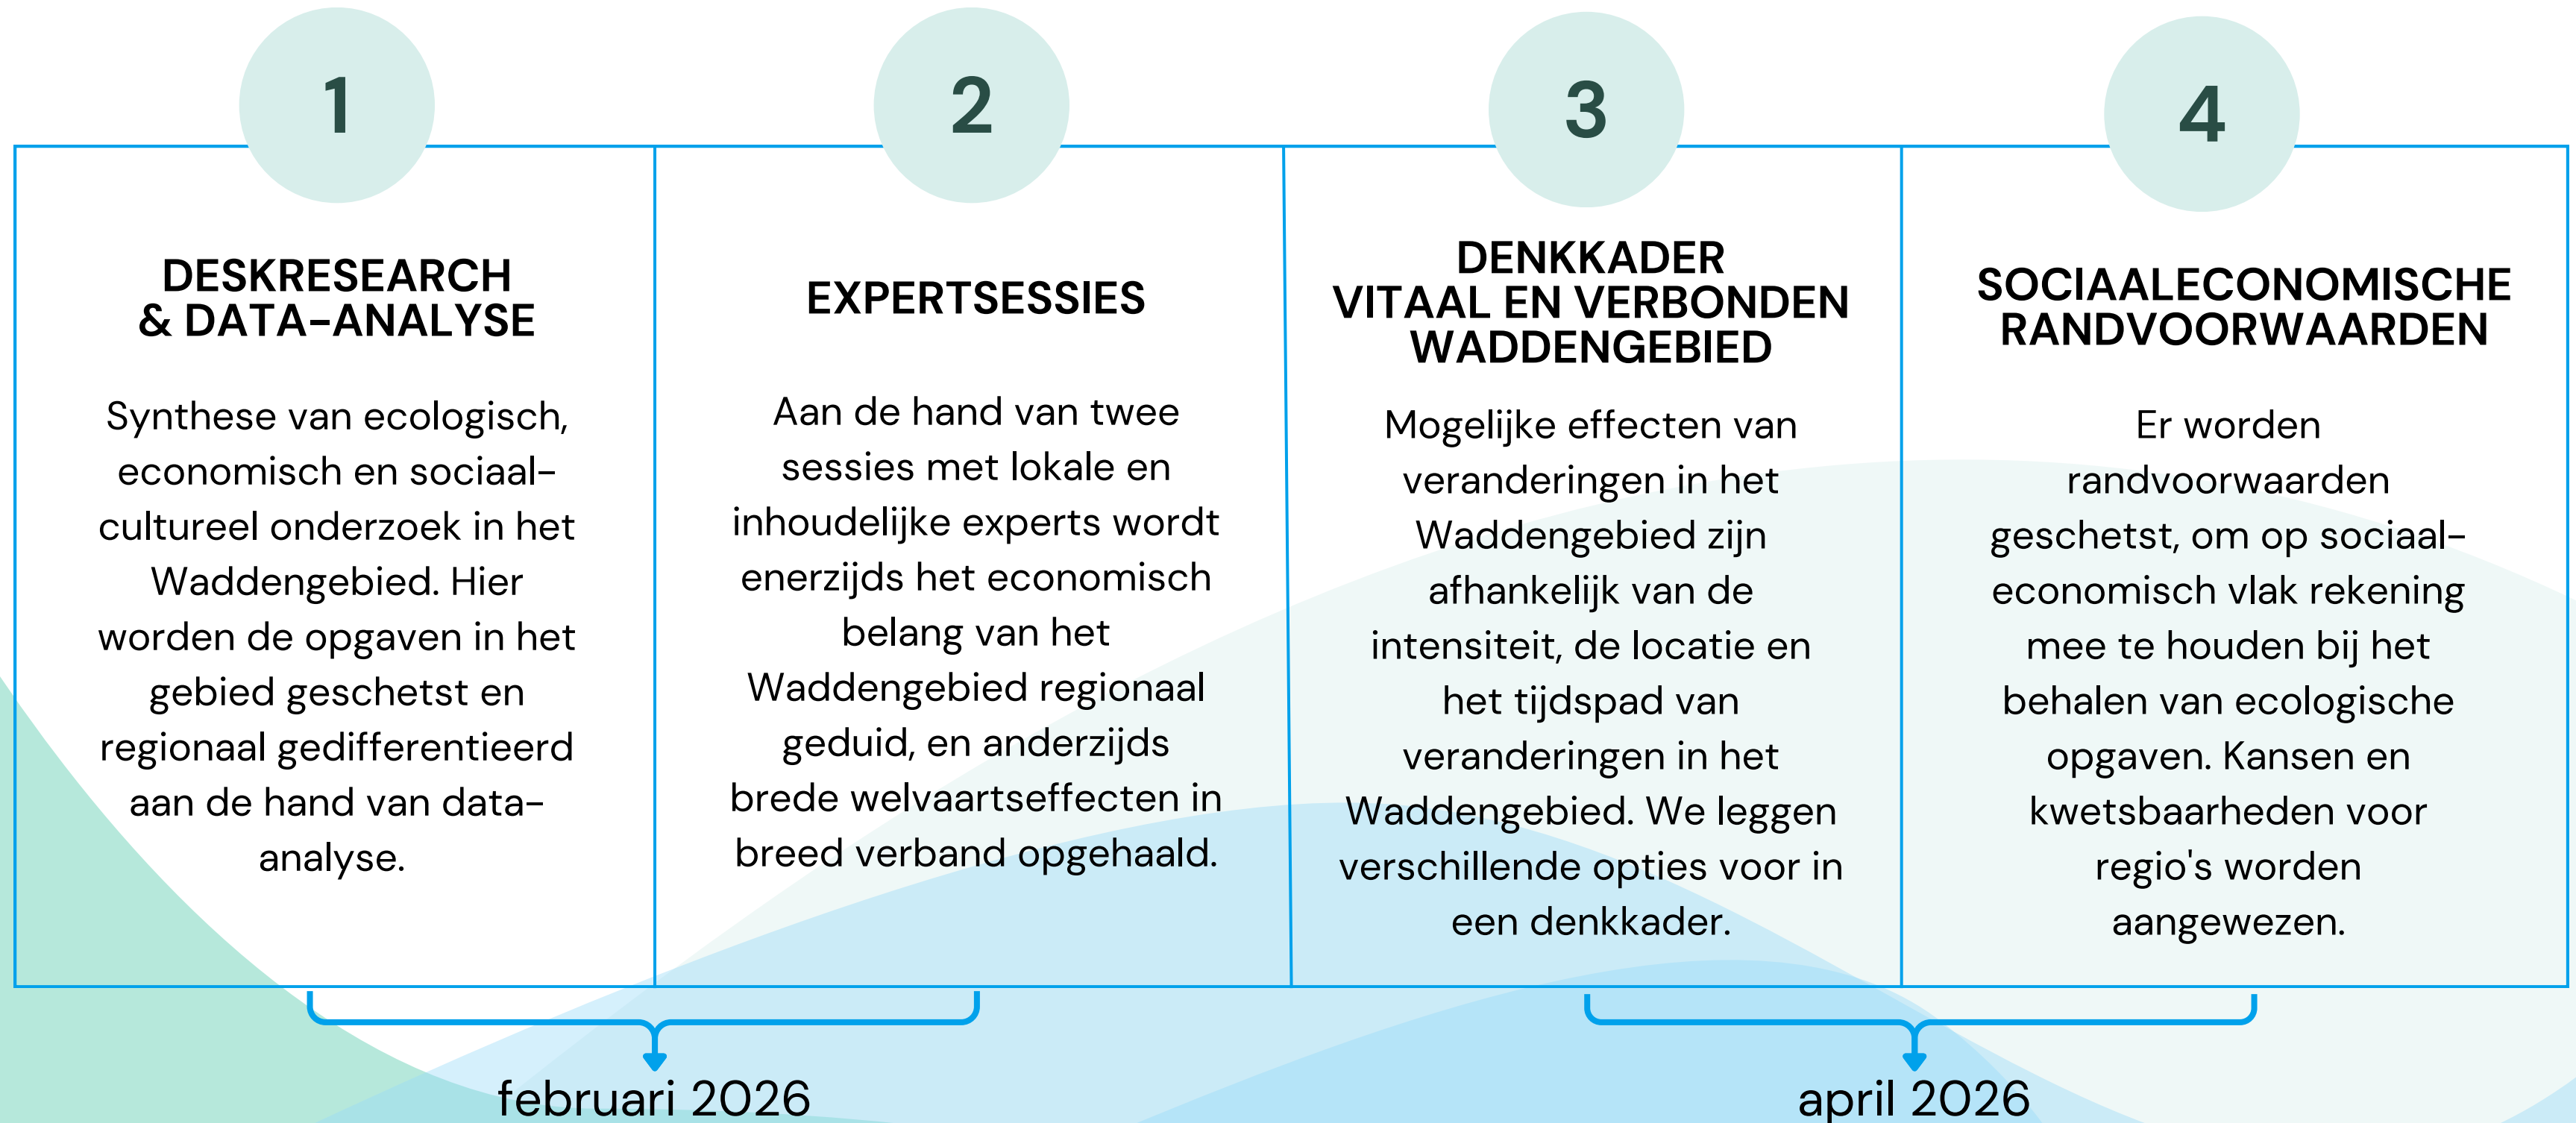 1
DESKRESEARCH
& DATA-ANALYSE
Synthese van ecologisch,
economisch en sociaal-
cultureel onderzoek in het
Waddengebied. Hier
worden de opgaven in het
gebied geschetst en
regionaal gedifferentieerd
aan de hand van data-
analyse.
2
EXPERTSESSIES
Aan de hand van twee
sessies met lokale en
inhoudelijke experts wordt
enerzijds het economisch
belang van het
Waddengebied regionaal
geduid, en anderzijds
brede welvaartseffecten in
breed verband opgehaald.
3
DENKKADER
VITAAL EN VERBONDEN
WADDENGEBIED
Mogelijke effecten van
veranderingen in het
Waddengebied zijn
afhankelijk van de
intensiteit, de locatie en
het tijdspad van
veranderingen in het
Waddengebied. We leggen
verschillende opties voor in
een denkkader.
4
SOCIAALECONOMISCHE
RANDVOORWAARDEN
Er worden
randvoorwaarden
geschetst, om op sociaal-
economisch vlak rekening
mee te houden bij het
behalen van ecologische
opgaven. Kansen en
kwetsbaarheden voor
regio's worden
aangewezen.
februari 2026
april 2026